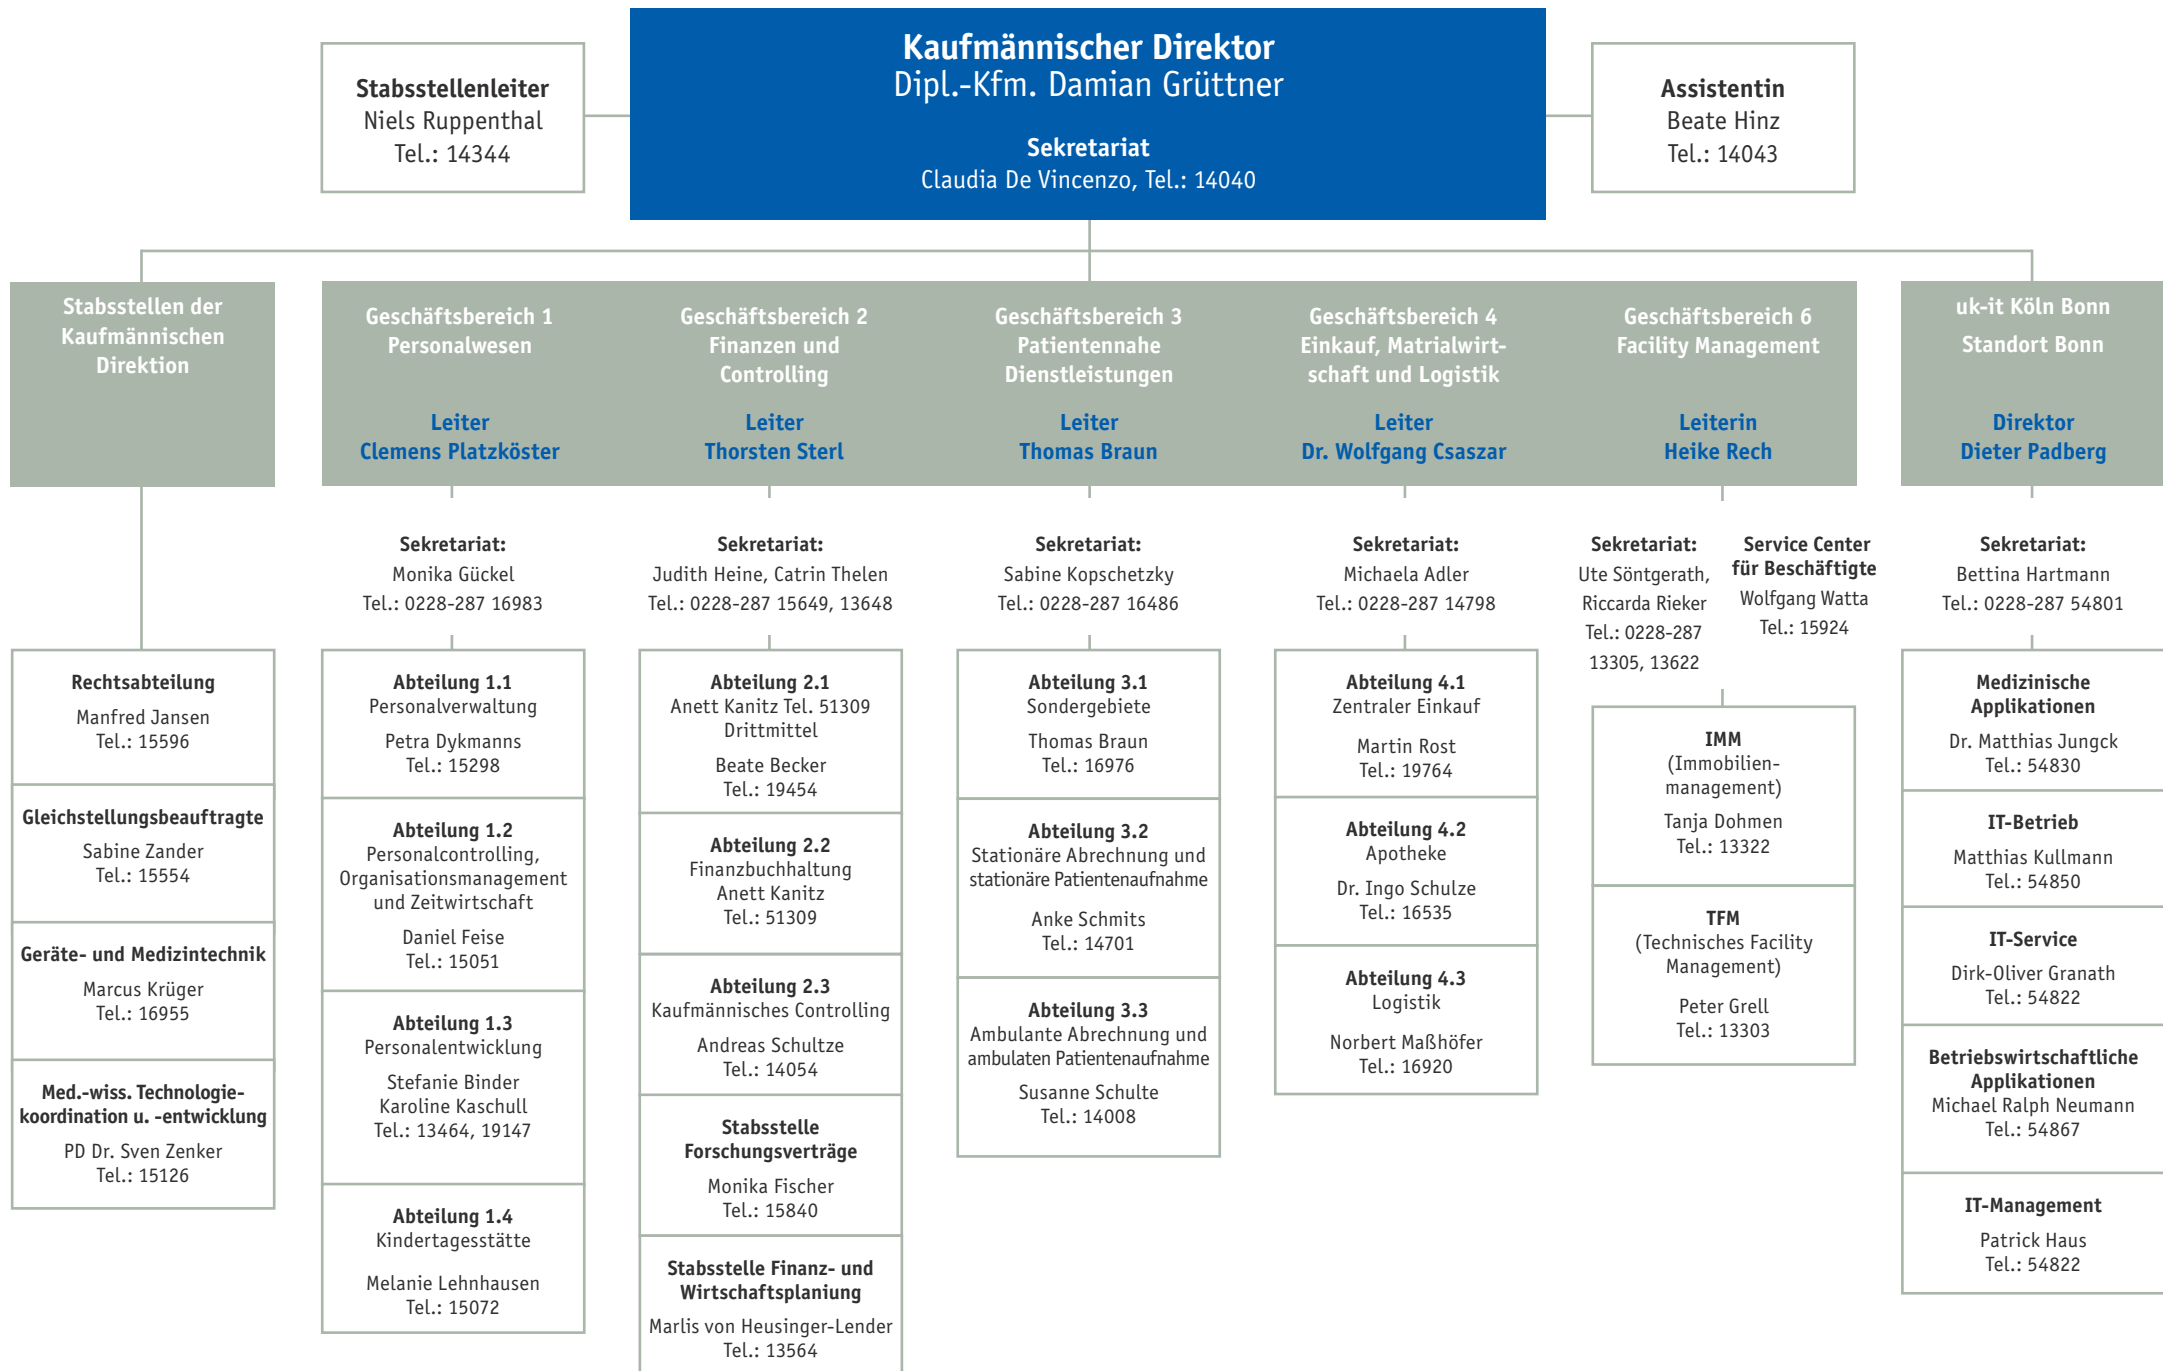 Kaufmännischer Direktor
Dipl.-Kfm. Damian Grüttner
Sekretariat
Claudia De Vincenzo, Tel.: 14040
Stabsstellenleiter
Niels Ruppenthal
Tel.: 14344
Assistentin
Beate Hinz
Tel.: 14043
Stabsstellen der
Kaufmännischen
Direktion
Geschäftsbereich 1
Personalwesen
Leiter
Clemens Platzköster
Geschäftsbereich 2
Finanzen und
Controlling
Leiter
Thorsten Sterl
Geschäftsbereich 3
Patientennahe
Dienstleistungen
Leiter
Thomas Braun
Geschäftsbereich 4
Einkauf, Matrialwirt-
schaft und Logistik
Leiter
Dr. Wolfgang Csaszar
Geschäftsbereich 6
Facility Management
Leiterin
Heike Rech
uk-it Köln Bonn
Standort Bonn
Direktor
Dieter Padberg
Rechtsabteilung
Manfred Jansen
Tel.: 15596
Gleichstellungsbeauftragte
Sabine Zander
Tel.: 15554
Geräte- und Medizintechnik
Marcus Krüger
Tel.: 16955
Med.-wiss. Technologie-
koordination u. -entwicklung
PD Dr. Sven Zenker
Tel.: 15126
Sekretariat:
Monika Gückel
Tel.: 0228-287 16983
Abteilung 1.1
Personalverwaltung
Petra Dykmanns
Tel.: 15298
Abteilung 1.2
Personalcontrolling,
Organisationsmanagement
und Zeitwirtschaft
Daniel Feise
Tel.: 15051
Abteilung 1.3
Personalentwicklung
Stefanie Binder
Karoline Kaschull
Tel.: 13464, 19147
Abteilung 1.4
Kindertagesstätte
Melanie Lehnhausen
Tel.: 15072
Sekretariat:
Judith Heine, Catrin Thelen
Tel.: 0228-287 15649, 13648
Abteilung 2.1
Anett Kanitz Tel. 51309
Drittmittel
Beate Becker
Tel.: 19454
Abteilung 2.2
Finanzbuchhaltung
Anett Kanitz
Tel.: 51309
Abteilung 2.3
Kaufmännisches Controlling
Andreas Schultze
Tel.: 14054
Stabsstelle
Forschungsverträge
Monika Fischer
Tel.: 15840
Stabsstelle Finanz- und
Wirtschaftsplaniung
Marlis von Heusinger-Lender
Tel.: 13564
Sekretariat:
Sabine Kopschetzky
Tel.: 0228-287 16486
Abteilung 3.1
Sondergebiete
Thomas Braun
Tel.: 16976
Abteilung 3.2
Stationäre Abrechnung und
stationäre Patientenaufnahme
Anke Schmits
Tel.: 14701
Abteilung 3.3
Ambulante Abrechnung und
ambulaten Patientenaufnahme
Susanne Schulte
Tel.: 14008
Sekretariat:
Michaela Adler
Tel.: 0228-287 14798
Abteilung 4.1
Zentraler Einkauf
Martin Rost
Tel.: 19764
Abteilung 4.2
Apotheke
Dr. Ingo Schulze
Tel.: 16535
Abteilung 4.3
Logistik
Norbert Maßhöfer
Tel.: 16920
Sekretariat:
Ute Söntgerath,
Riccarda Rieker
Tel.: 0228-287
13305, 13622
Service Center
für Beschäftigte
Wolfgang Watta
Tel.: 15924
IMM
(Immobilien-
management)
Tanja Dohmen
Tel.: 13322
TFM
(Technisches Facility
Management)
Peter Grell
Tel.: 13303
Sekretariat:
Bettina Hartmann
Tel.: 0228-287 54801
Medizinische
Applikationen
Dr. Matthias Jungck
Tel.: 54830
IT-Betrieb
Matthias Kullmann
Tel.: 54850
IT-Service
Dirk-Oliver Granath
Tel.: 54822
Betriebswirtschaftliche
Applikationen
Michael Ralph Neumann
Tel.: 54867
IT-Management
Patrick Haus
Tel.: 54822